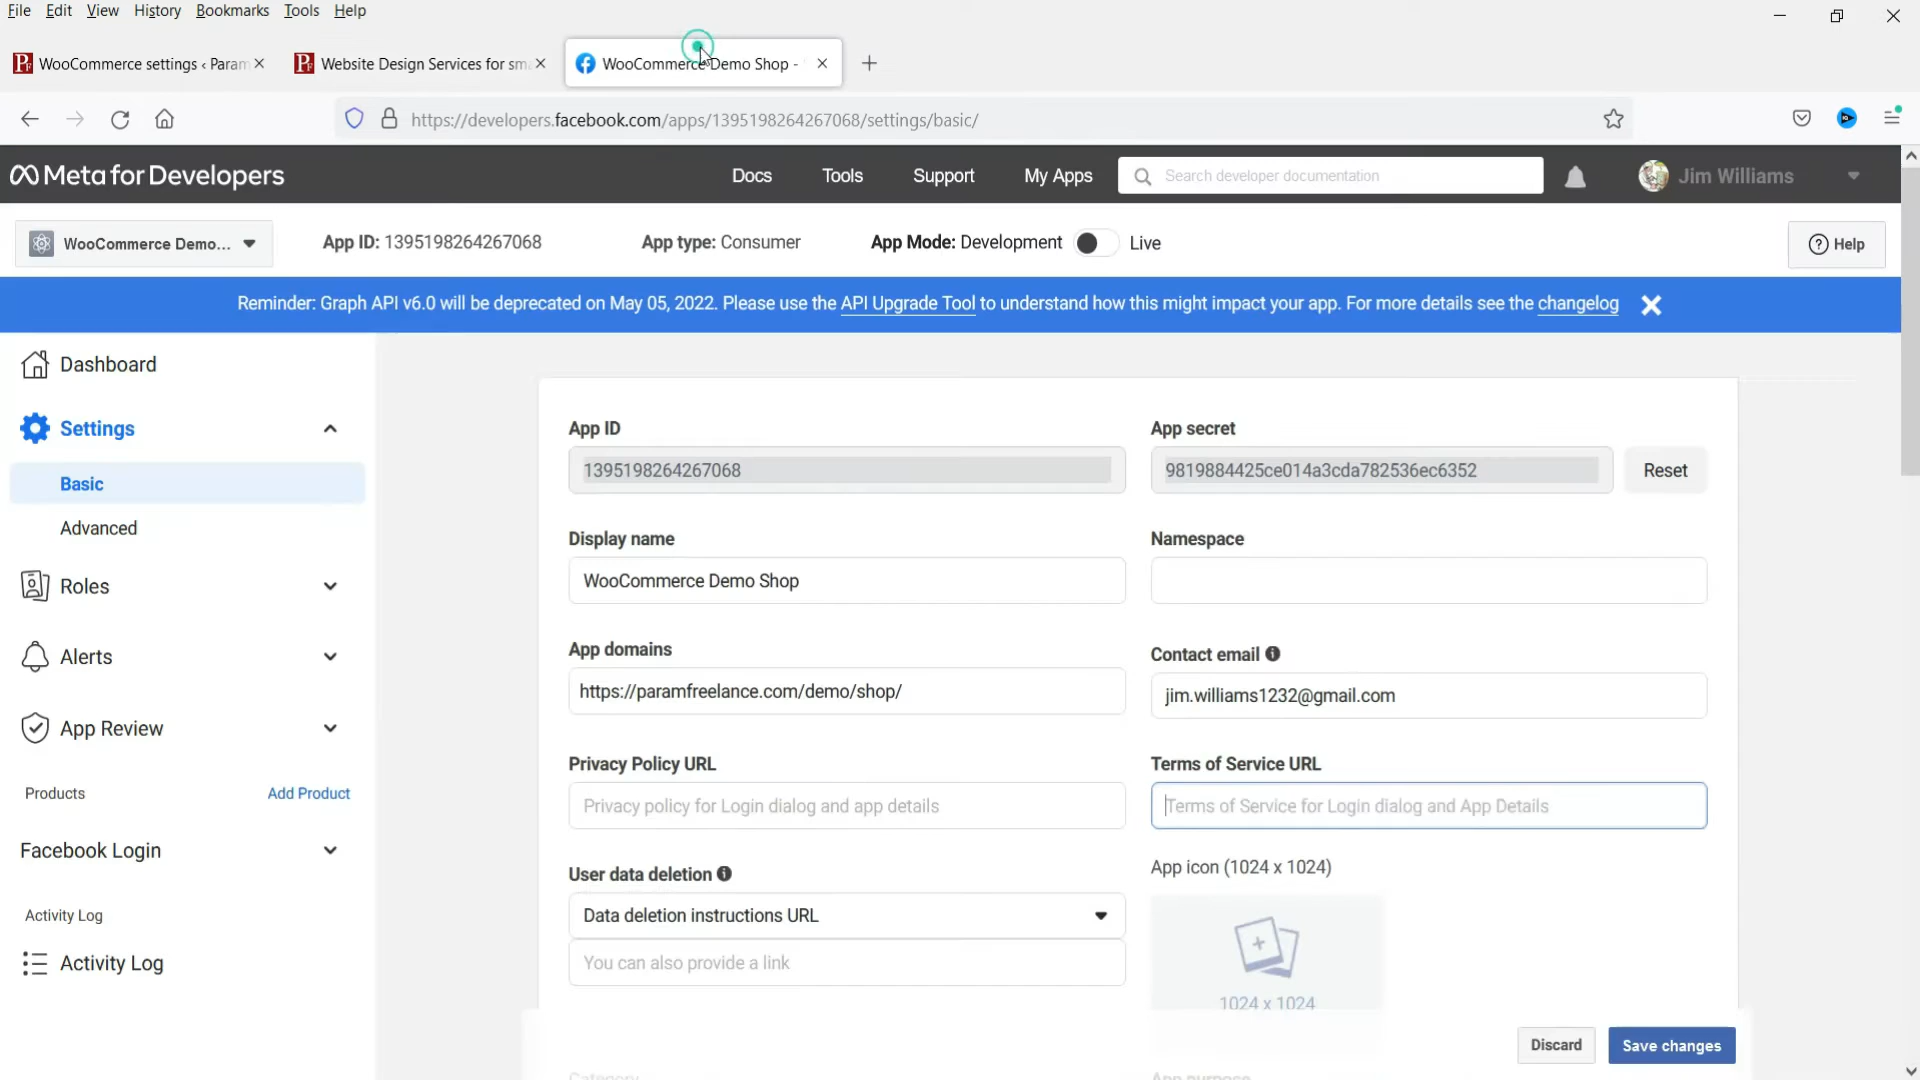 File Edit View History Bookmarks Tools Help
WooCommerce settings ‹ Param
Website Design Services for sm
WooCommerce Demo Shop -
https://developers.facebook.com/apps/1395198264267068/settings/basic/
Meta for Developers
Docs Tools Support My Apps
Search developer documentation
Jim Williams
WooCommerce Demo...
App ID: 1395198264267068
App type: Consumer
App Mode: Development
Live
Help
Reminder: Graph API v6.0 will be deprecated on May 05, 2022. Please use the API Upgrade Tool to understand how this might impact your app. For more details see the changelog
Dashboard
Settings
Basic
Advanced
Roles
Alerts
App Review
Products
Add Product
Facebook Login
Activity Log
Activity Log
App ID
1395198264267068
App secret
9819884425ce014a3cda782536ec6352
Reset
Display name
WooCommerce Demo Shop
Namespace
App domains
https://paramfreelance.com/demo/shop/
Contact email
jim.williams1232@gmail.com
Privacy Policy URL
Privacy policy for Login dialog and app details
Terms of Service URL
Terms of Service for Login dialog and App Details
User data deletion
Data deletion instructions URL
You can also provide a link
App icon (1024 x 1024)
1024 x 1024
Discard
Save changes
Category
App purpose